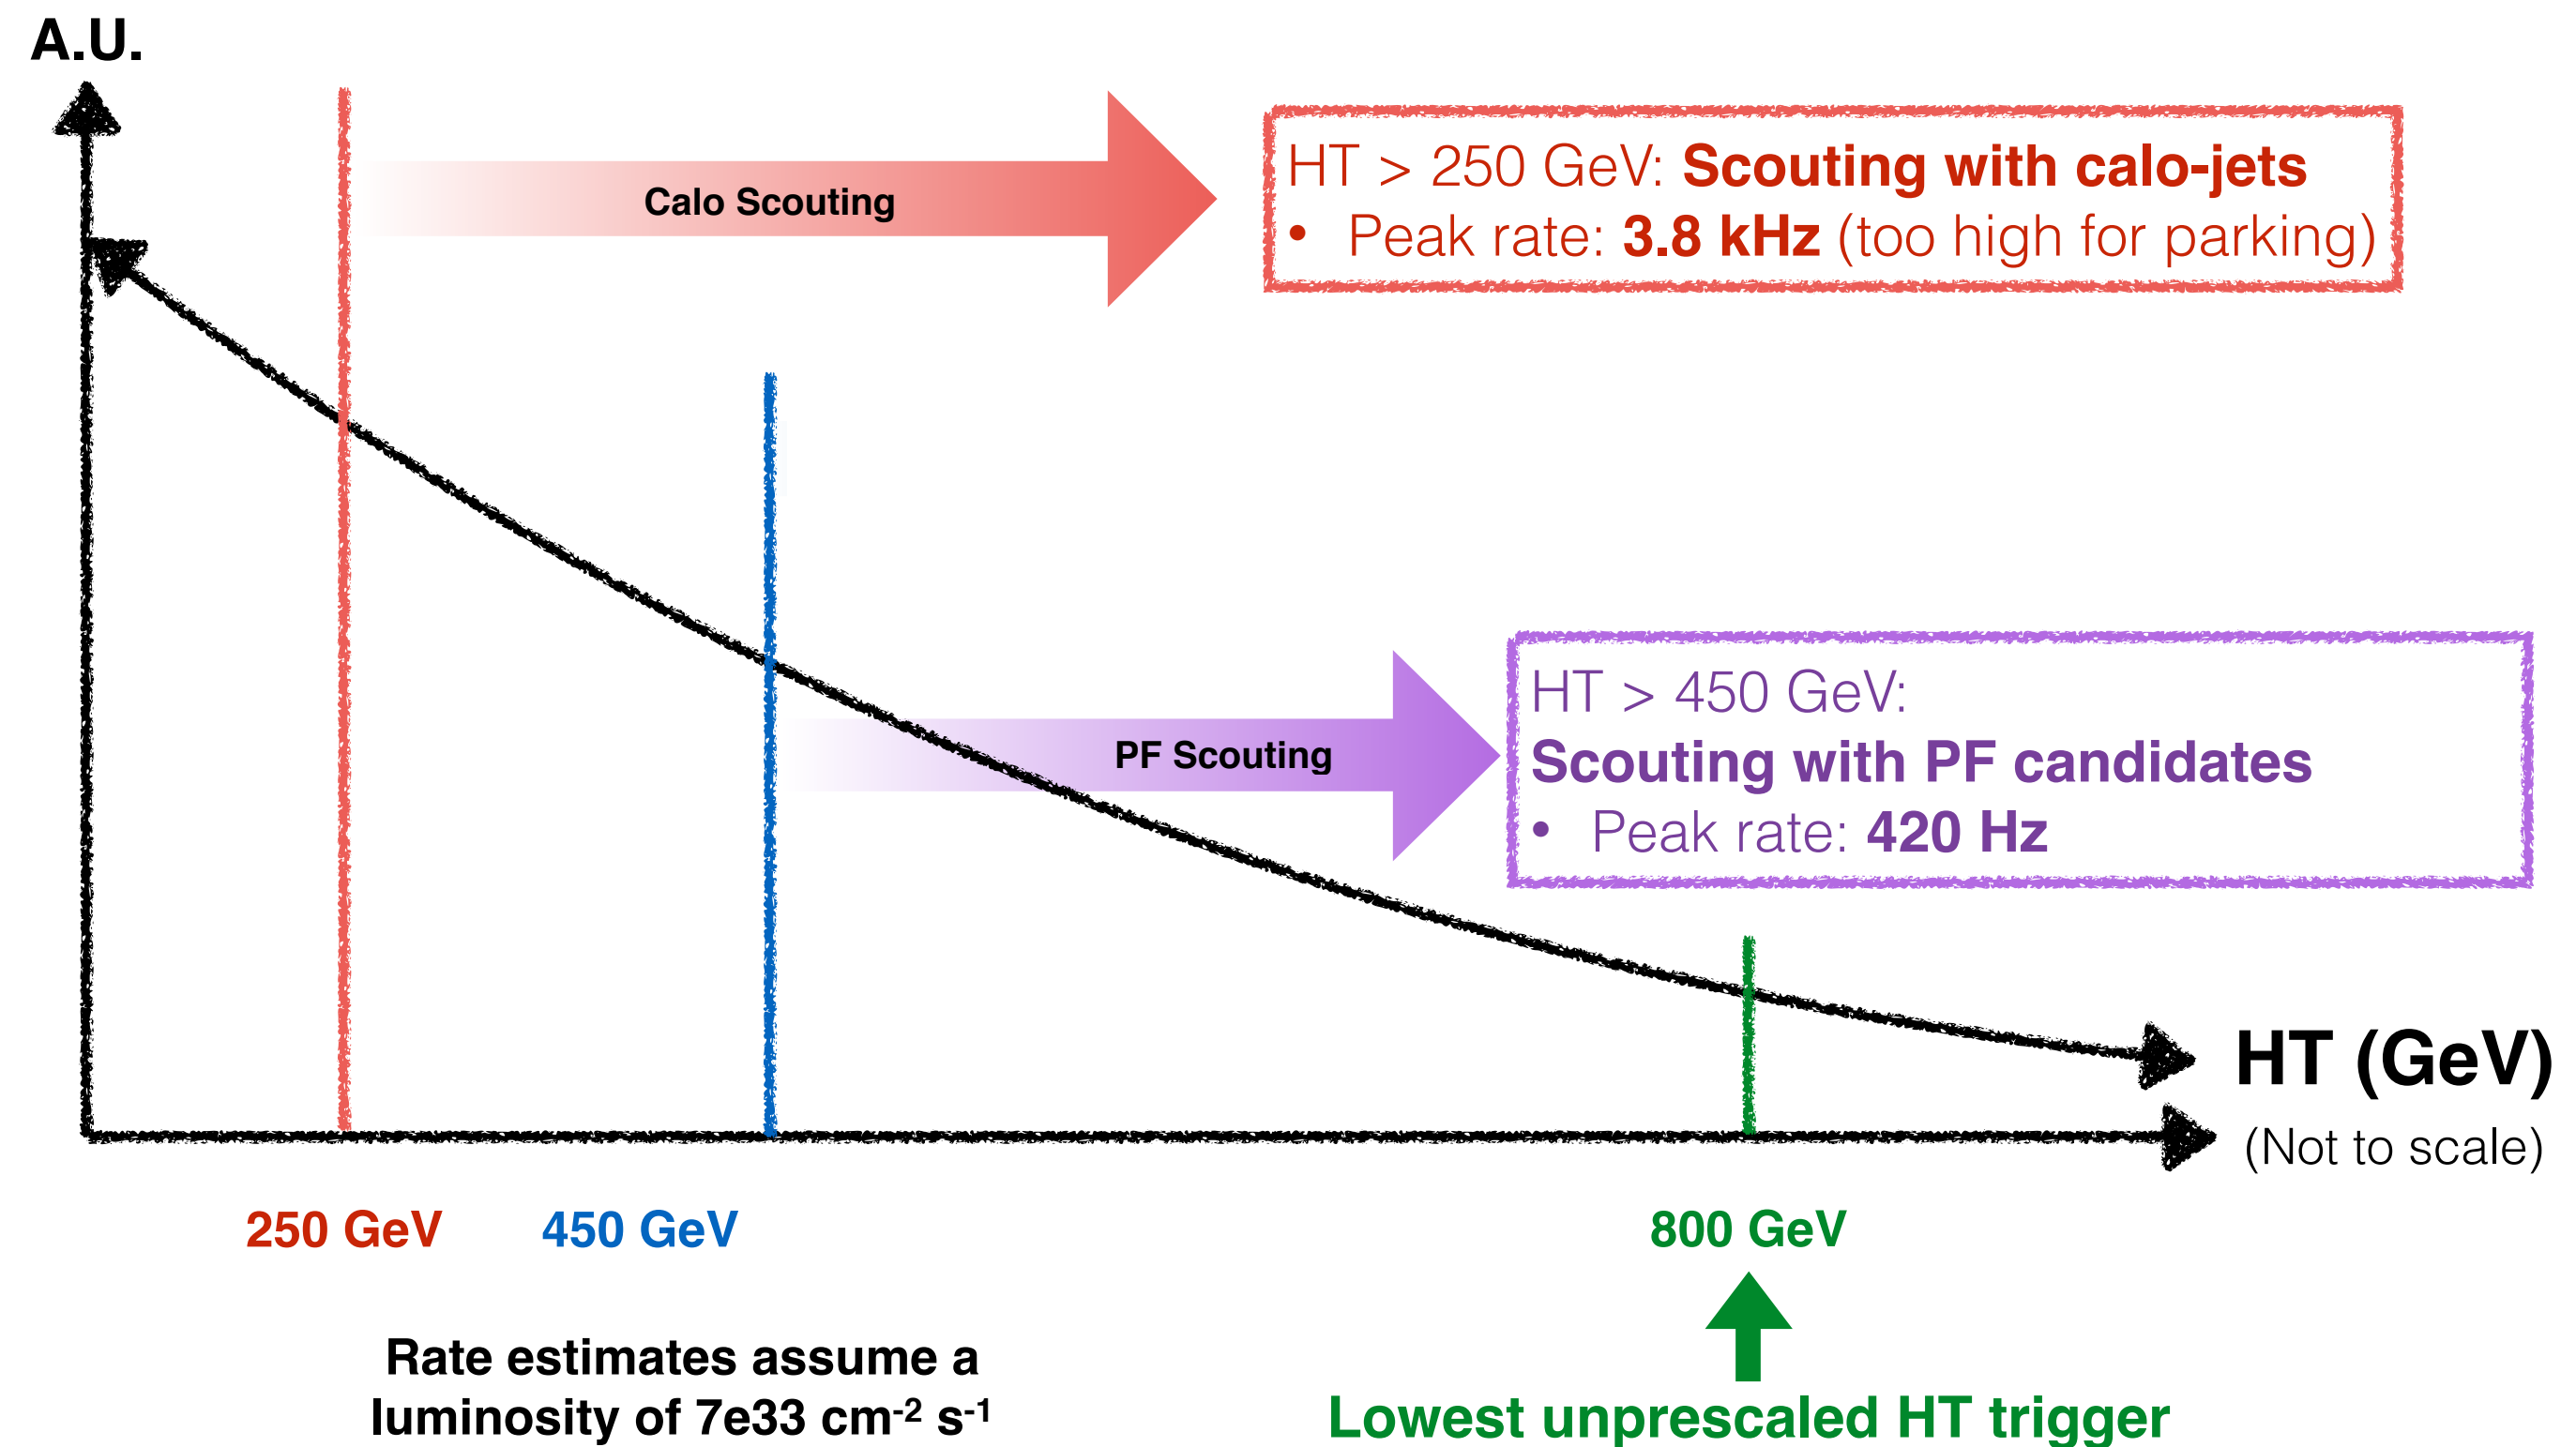 A.U.
Calo Scouting
HT > 250 GeV: Scouting with calo-jets
• Peak rate: 3.8 kHz (too high for parking)
PF Scouting
HT > 450 GeV:
Scouting with PF candidates
• Peak rate: 420 Hz
HT (GeV)
(Not to scale)
250 GeV
450 GeV
800 GeV
Rate estimates assume a
luminosity of 7e33 cm-2 s-1
Lowest unprescaled HT trigger